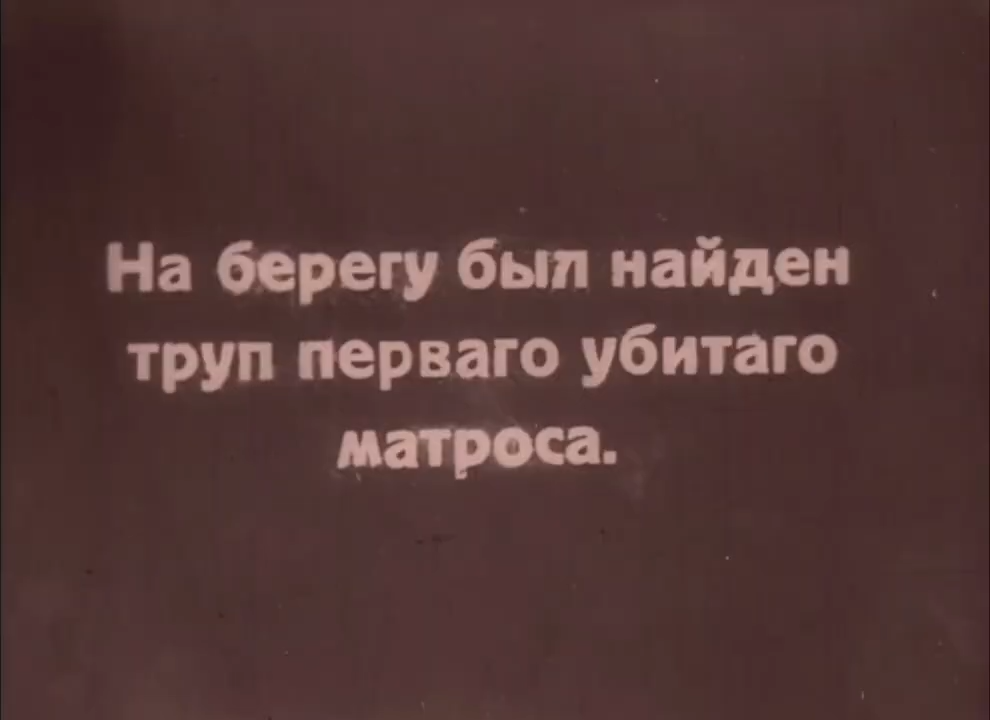 На берегу был найден
труп перваго убитаго
матроса.